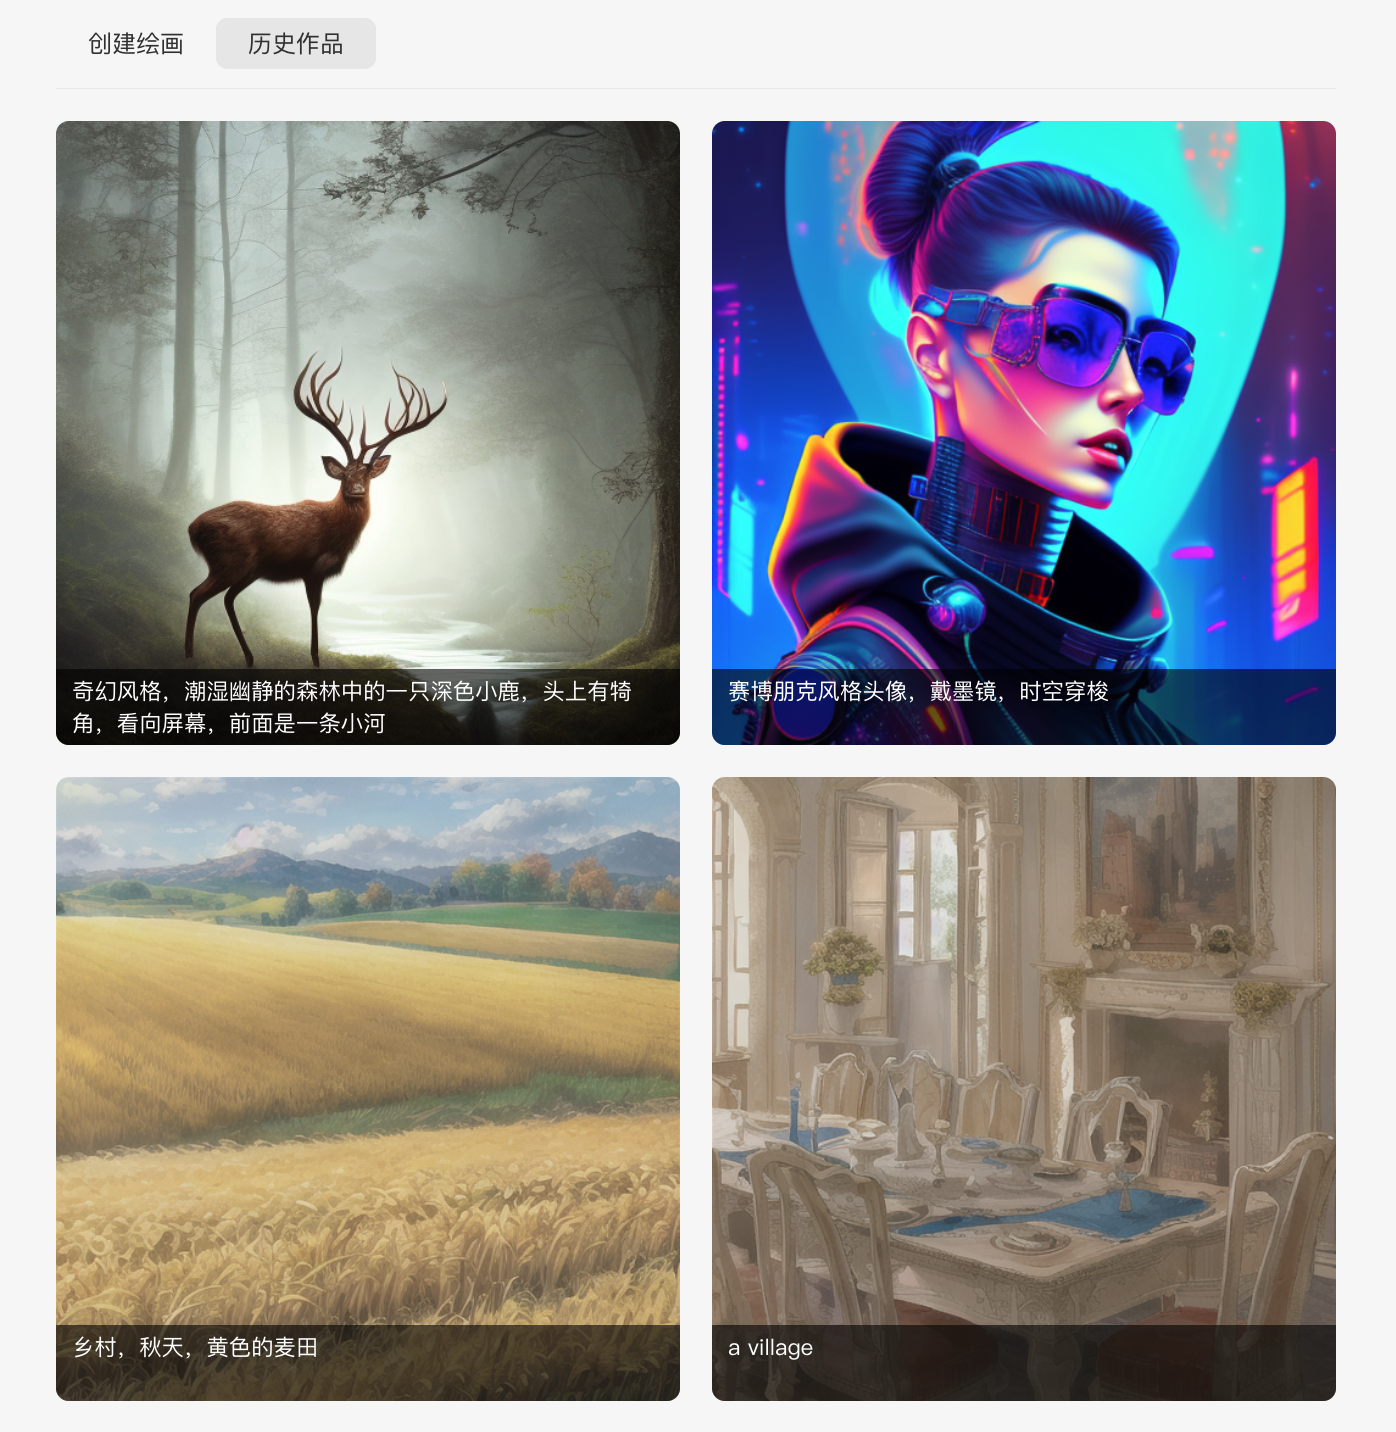 创建绘画
历史作品
奇幻风格，潮湿幽静的森林中的一只深色小鹿，头上有犄
角，看向屏幕，前面是一条小河
赛博朋克风格头像，戴墨镜，时空穿梭
乡村，秋天，黄色的麦田
a village